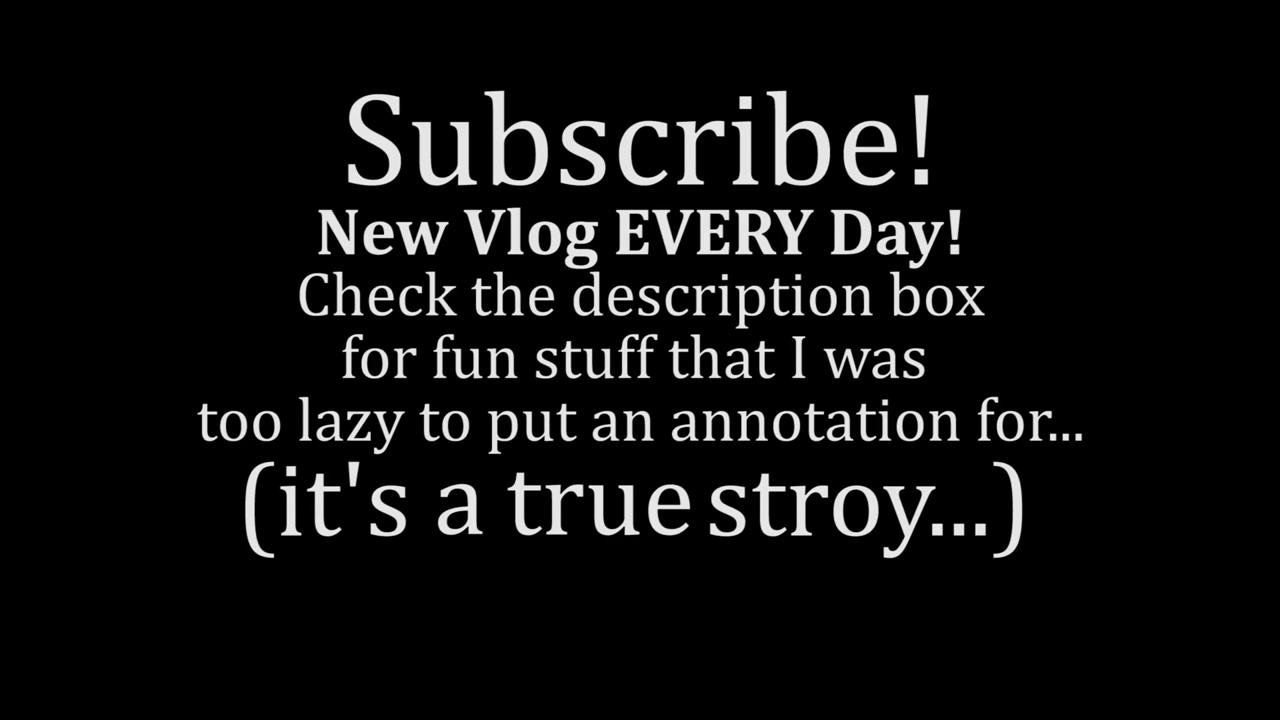 Subscribe!
New Vlog EVERY Day!
Check the description box
for fun stuff that I was
too lazy to put an annotation for...
(it's a true stroy...)